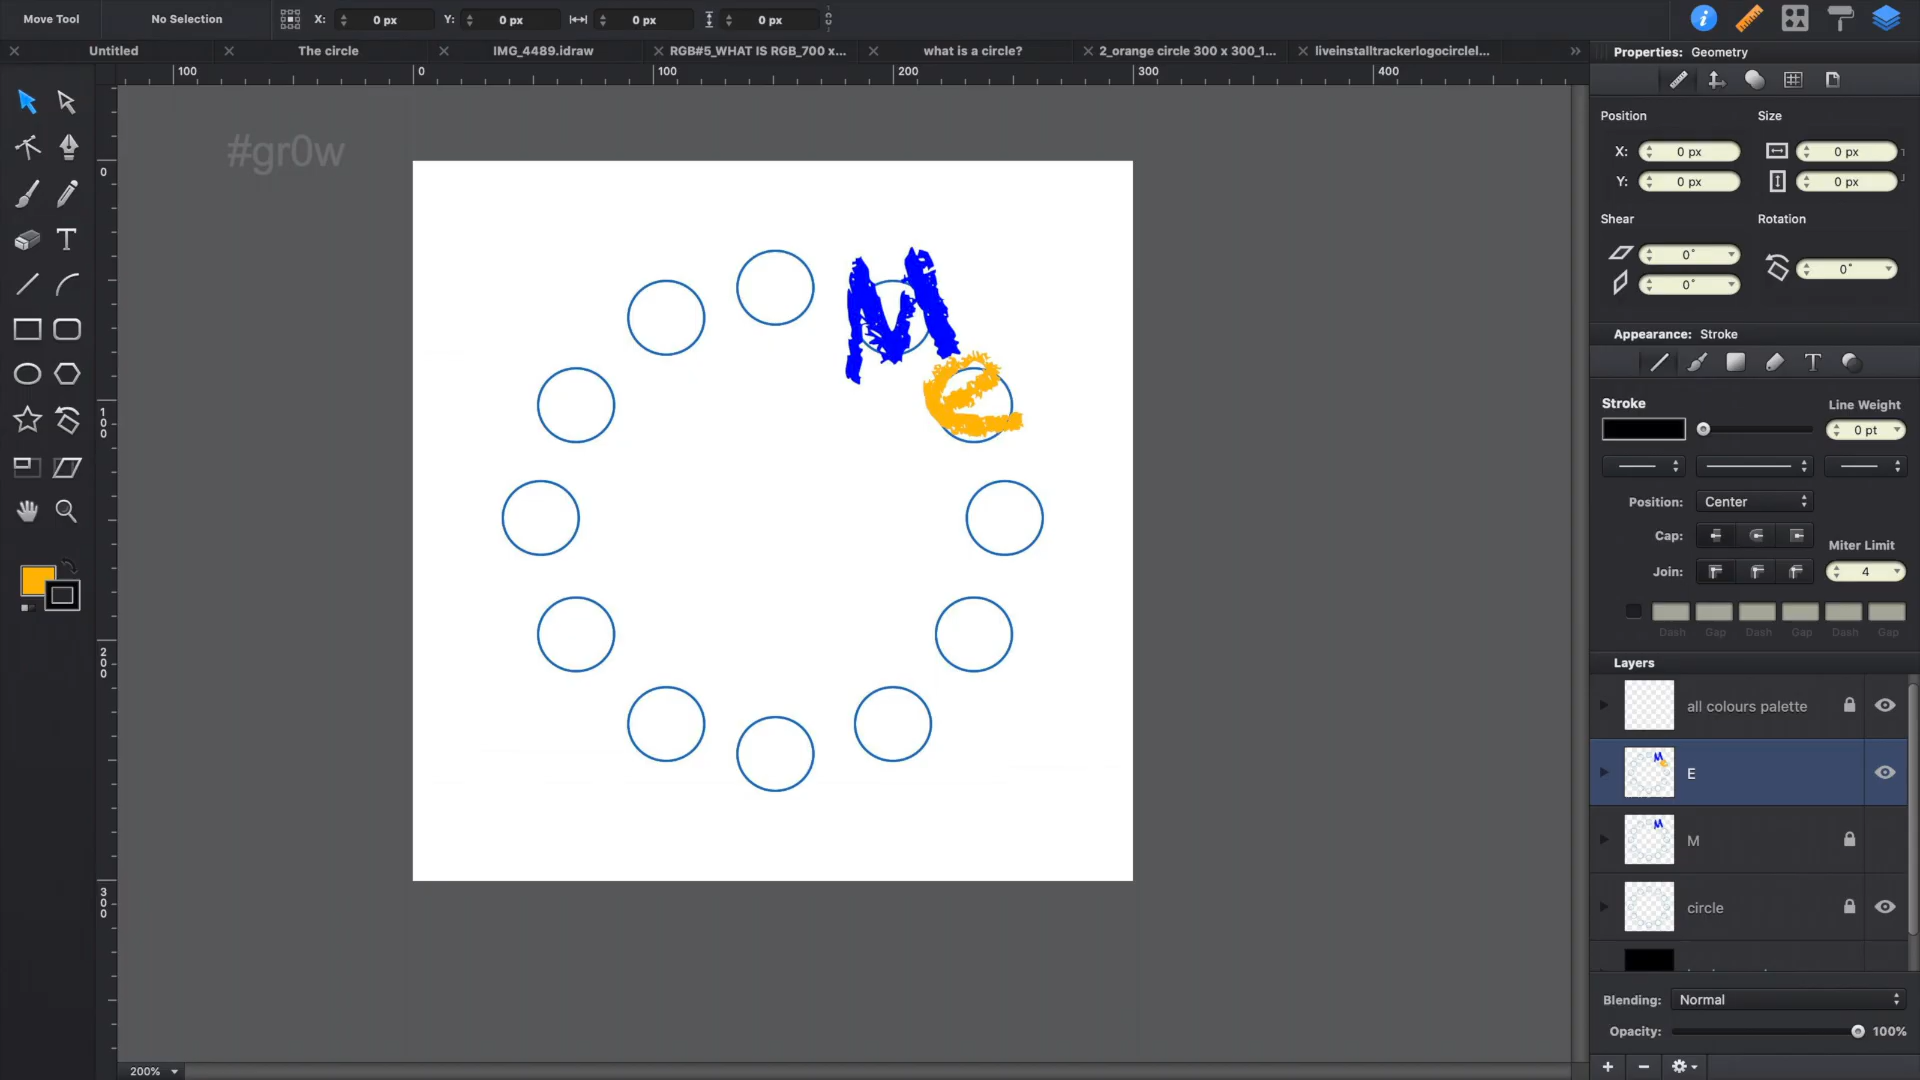 Move Tool No Selection X: 0 px Y: 0 px 0 px 0 px
Untitled The circle IMG_4489.idraw RGB#5_WHAT IS RGB_700 x... what is a circle? 2_orange circle 300 x 300_1... liveinstalltrackerlogocirclel... »
100 0 100 200 300 400
0
100
200
300
#gr0w
Me
200%
Properties: Geometry
Position Size
X: 0 px 0 px
Y: 0 px 0 px
Shear Rotation
0° 0°
0°
Appearance: Stroke
Stroke Line Weight
0 pt
Position: Center
Cap: Miter Limit
Join: 4
Dash Gap Dash Gap Dash Gap
Layers
all colours palette
E
M
circle
Blending: Normal
Opacity: 100%